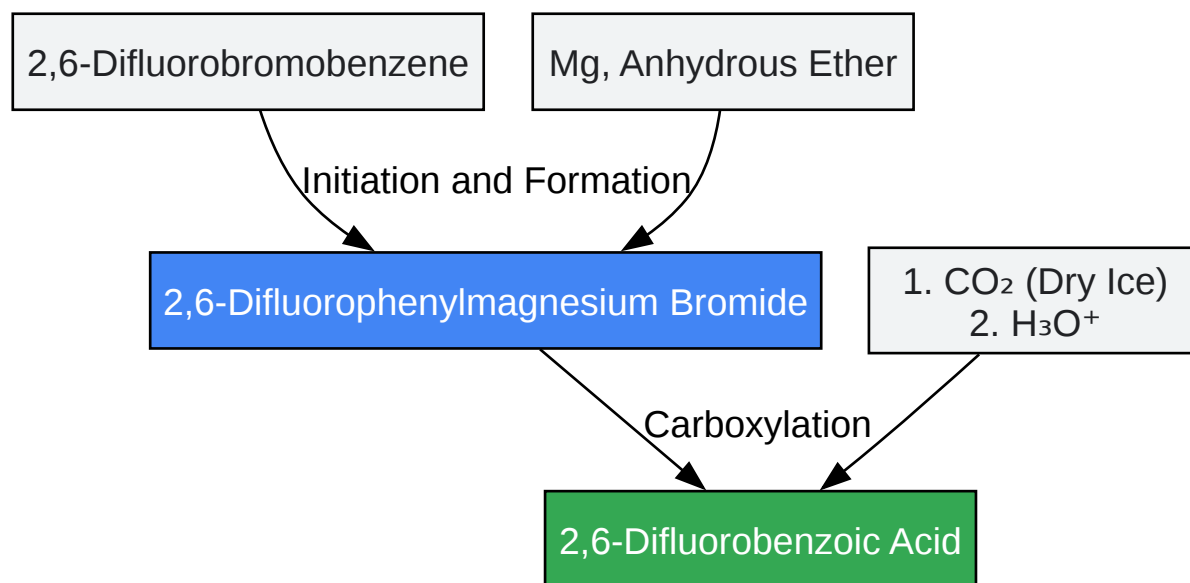 2,6-Difluorobromobenzene
Mg, Anhydrous Ether
Initiation and Formation
2,6-Difluorophenylmagnesium Bromide
1. CO₂ (Dry Ice)
2. H₃O⁺
Carboxylation
2,6-Difluorobenzoic Acid